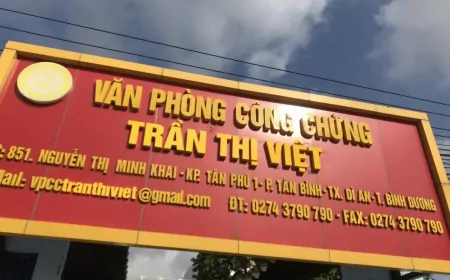 VĂN PHÒNG CÔNG CHỨNG
TRẦN THỊ VIỆT
: 851, NGUYỄN THỊ MINH KHAI - KP. TÂN PHÚ 1 - P. TÂN BÌNH - TX. DĨ AN - T. BÌNH DƯƠNG
Mail: vpcctranthiviet@gmail.com ĐT: 0274 3790 790 - FAX: 0274 3790 790